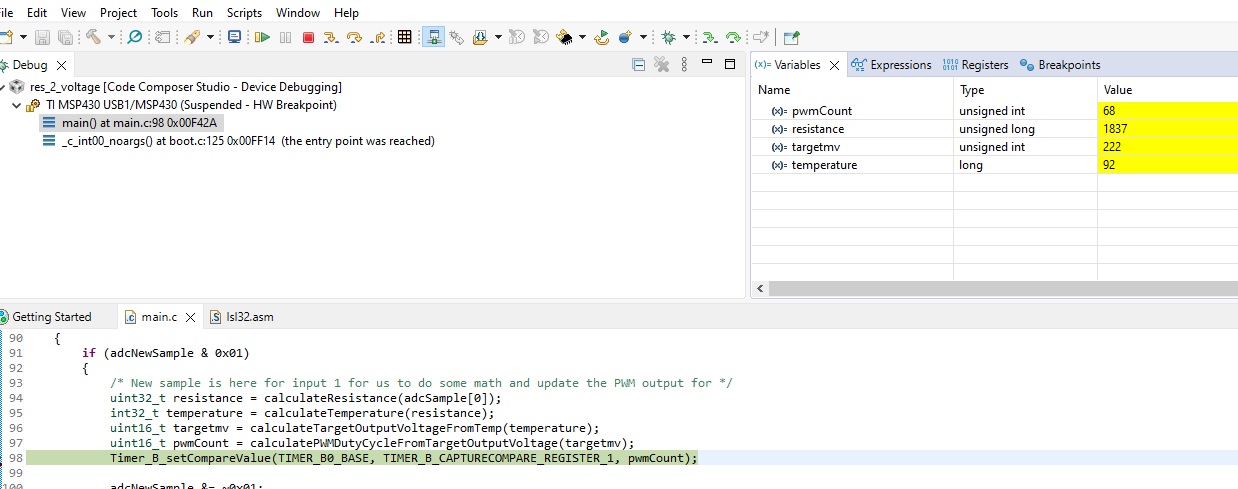 File Edit View Project Tools Run Scripts Window Help
Debug
res_2_voltage [Code Composer Studio - Device Debugging]
TI MSP430 USB1/MSP430 (Suspended - HW Breakpoint)
main() at main.c:98 0x00F42A
_c_int00_noargs() at boot.c:125 0x00FF14 (the entry point was reached)
(x)= Variables Expressions 1010 0101 Registers Breakpoints
Name Type Value
(x)= pwmCount unsigned int 68
(x)= resistance unsigned long 1837
(x)= targetmv unsigned int 222
(x)= temperature long 92
Getting Started main.c lsl32.asm
90 {
91 if (adcNewSample & 0x01)
92 {
93 /* New sample is here for input 1 for us to do some math and update the PWM output for */
94 uint32_t resistance = calculateResistance(adcSample[0]);
95 int32_t temperature = calculateTemperature(resistance);
96 uint16_t targetmv = calculateTargetOutputVoltageFromTemp(temperature);
97 uint16_t pwmCount = calculatePWMDutyCycleFromTargetOutputVoltage(targetmv);
98 Timer_B_setCompareValue(TIMER_B0_BASE, TIMER_B_CAPTURECOMPARE_REGISTER_1, pwmCount);
99
100 adcNewSample &= ~0x01;